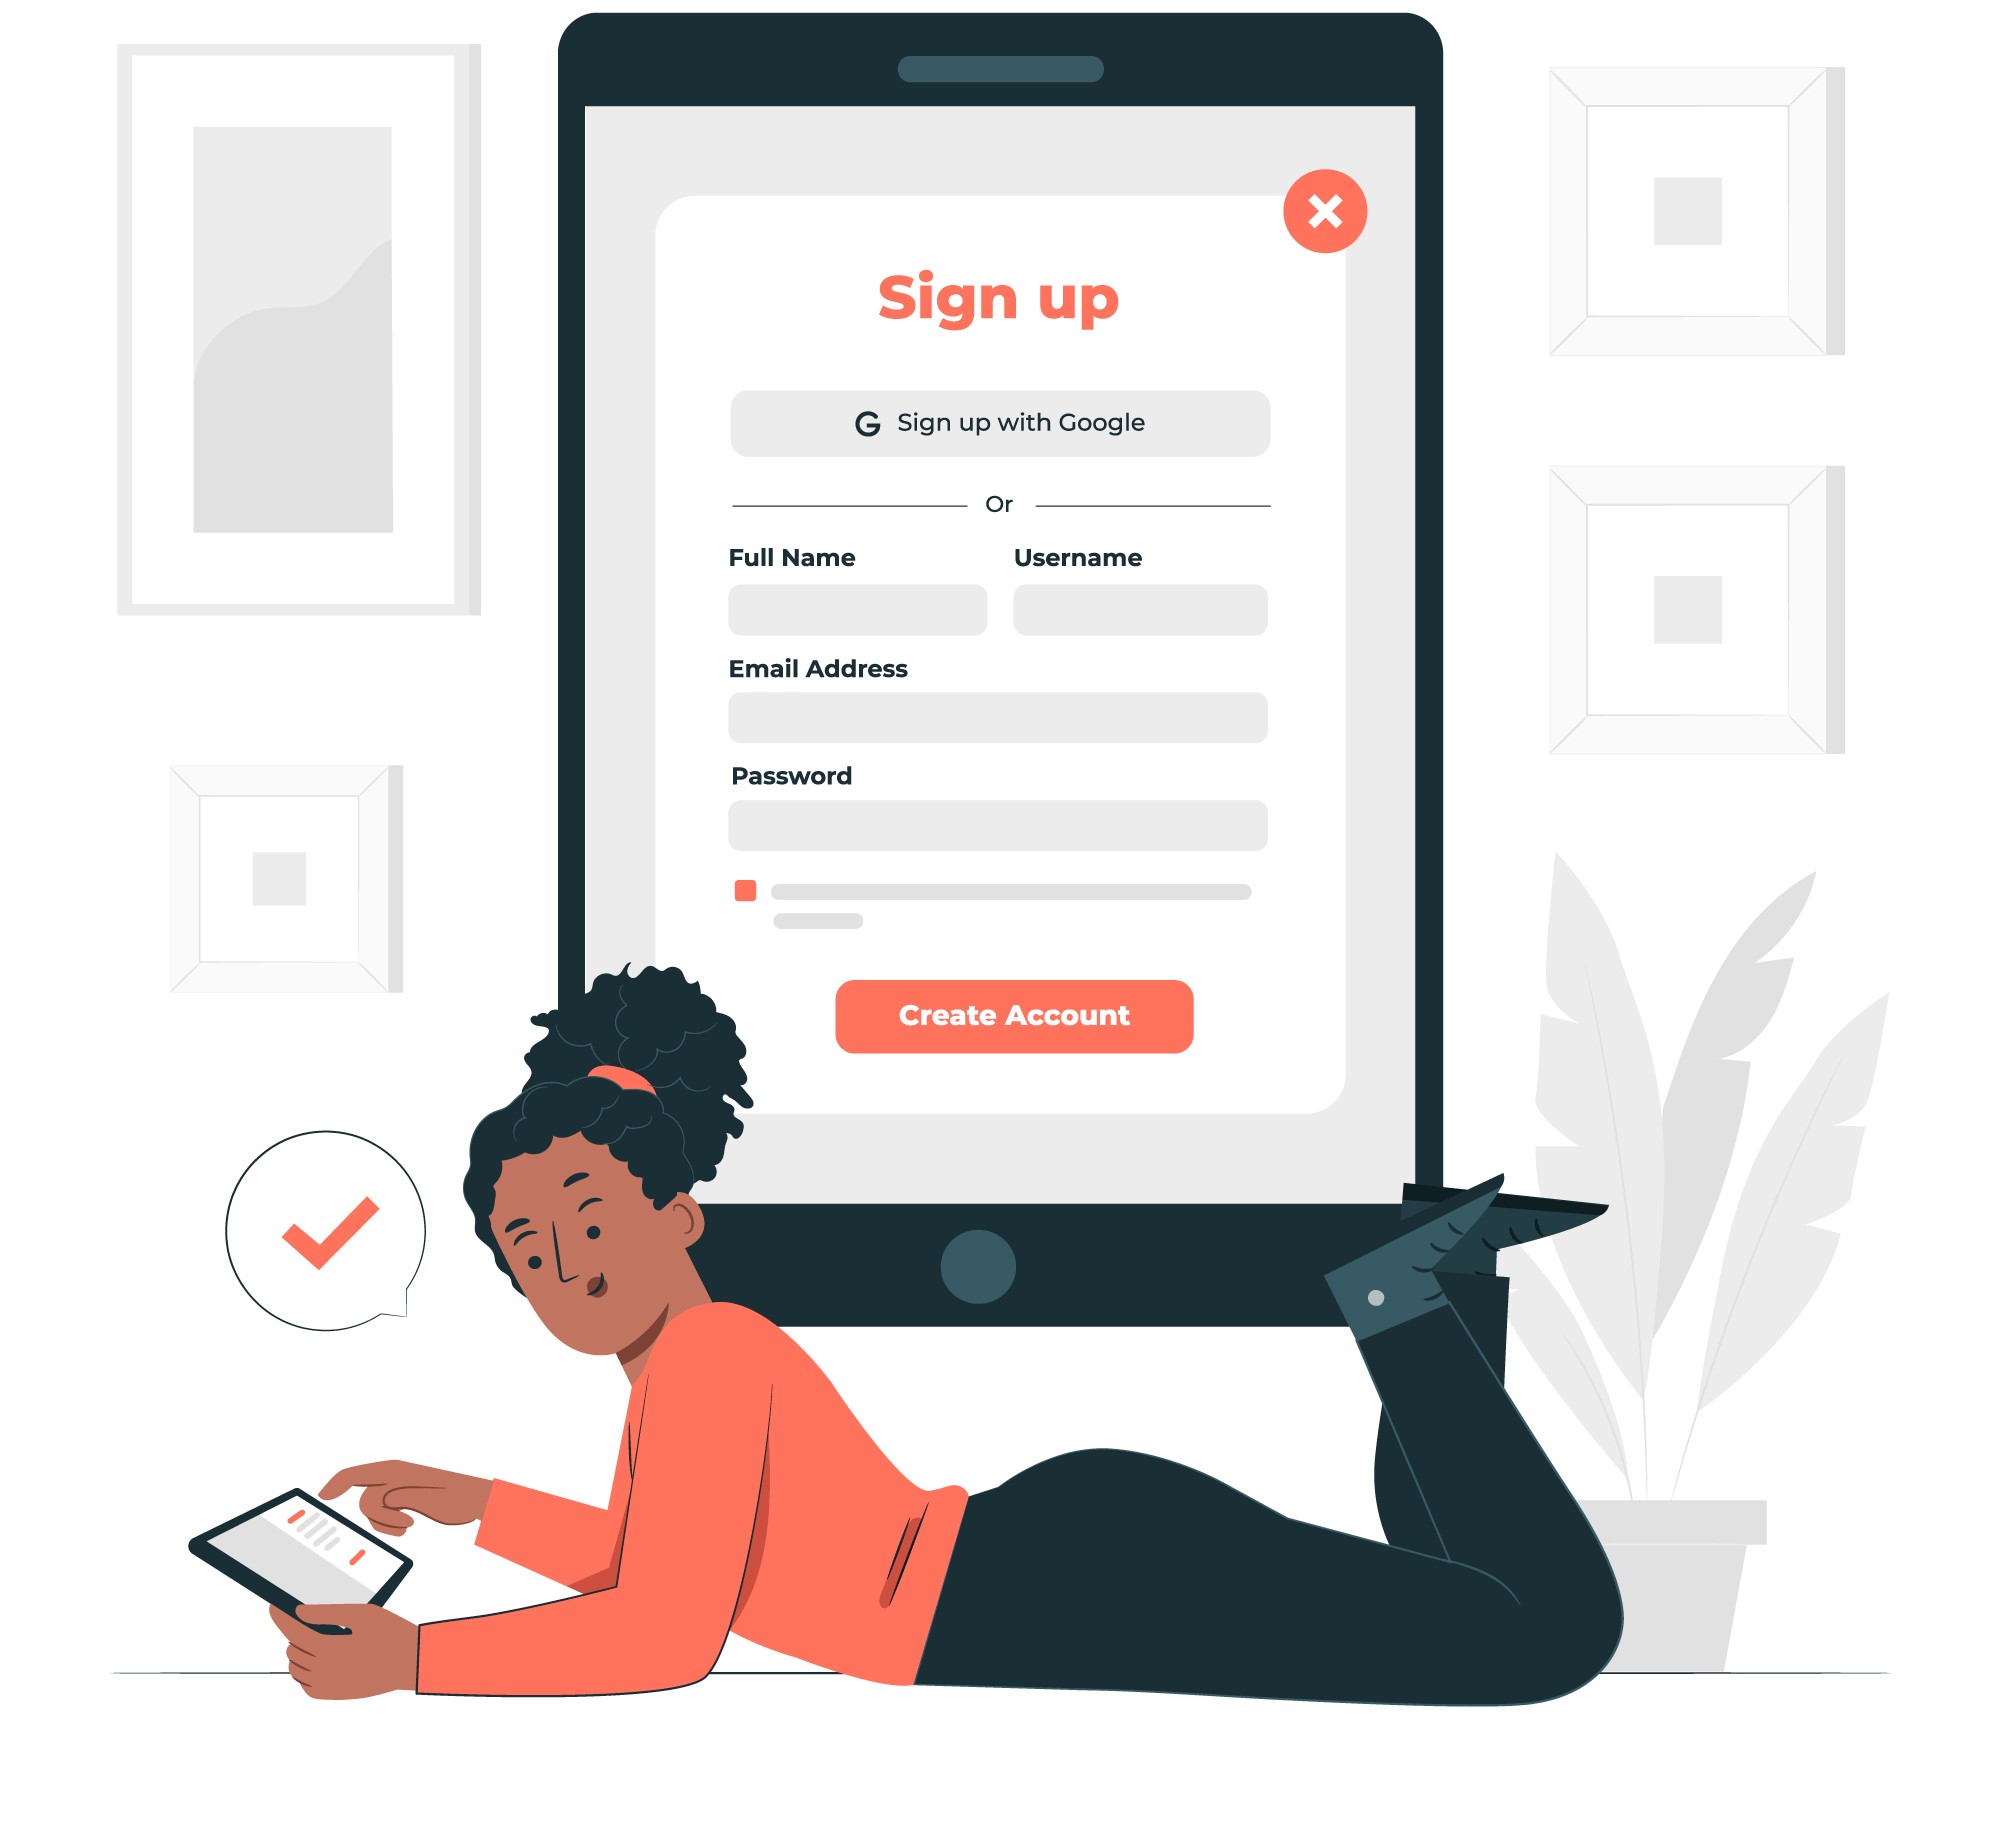 Sign up
G Sign up with Google
Or
Full Name Username
Email Address
Password
Create Account